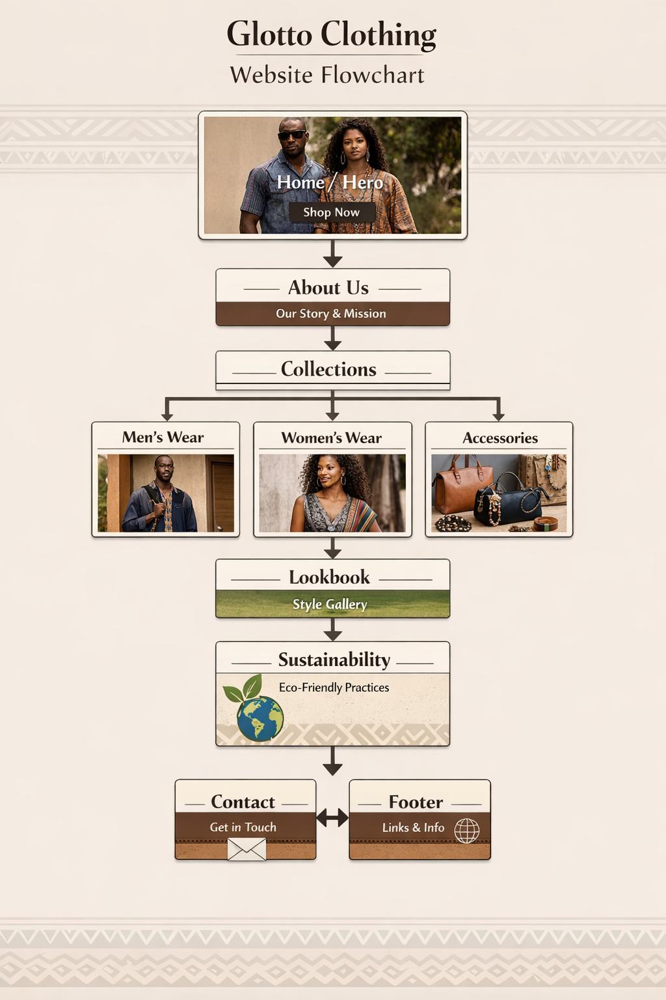 Glotto Clothing
Website Flowchart
Home / Hero
Shop Now
About Us
Our Story & Mission
Collections
Men's Wear
Women's Wear
Accessories
Lookbook
Style Gallery
Sustainability
Eco-Friendly Practices
Contact
Get in Touch
Footer
Links & Info